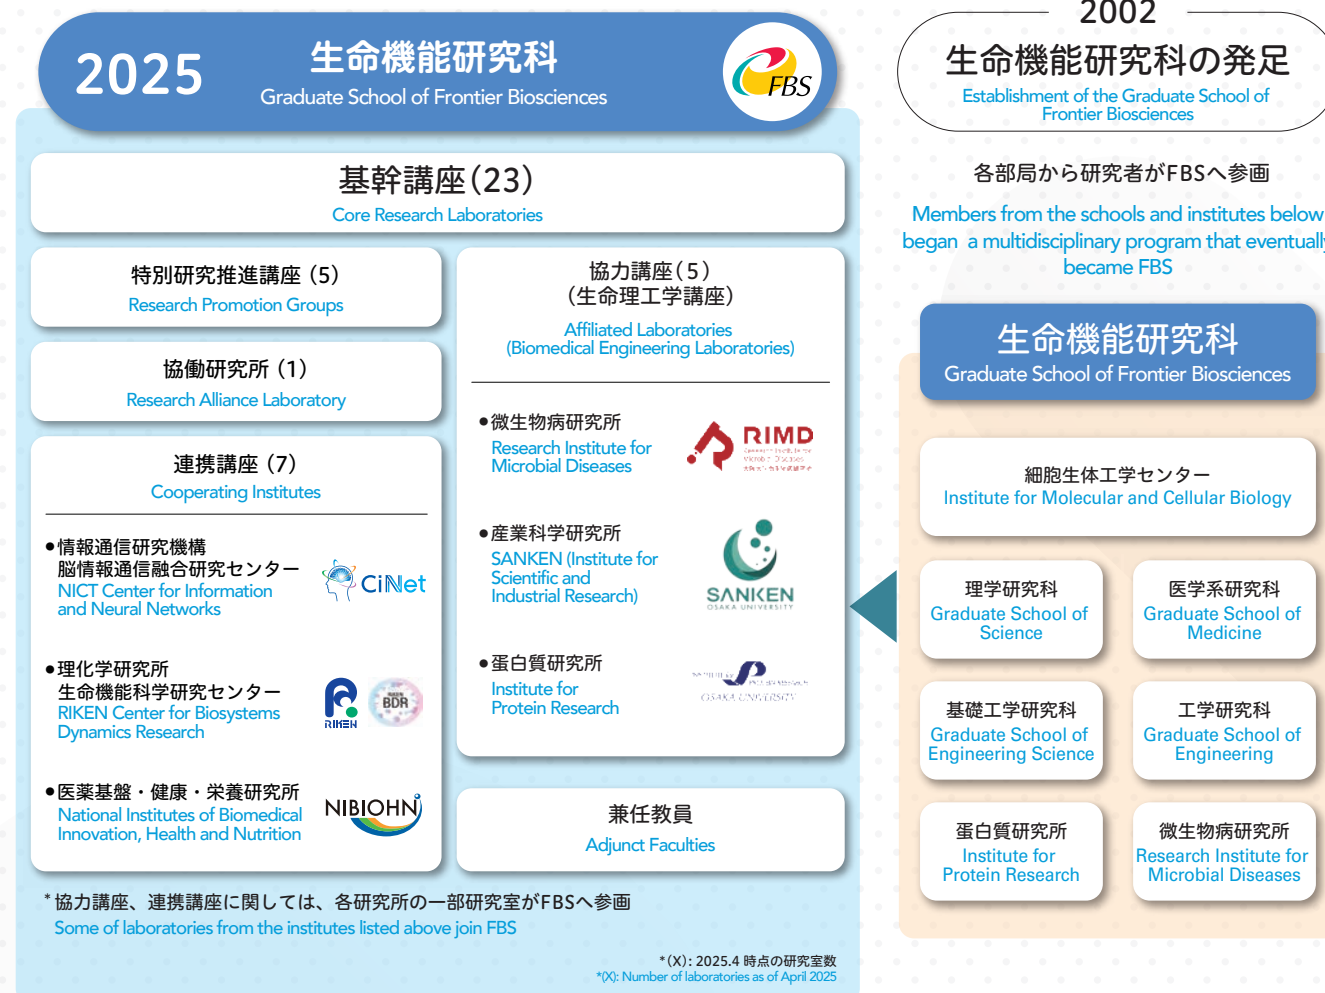 2025
生命機能研究科
Graduate School of Frontier Biosciences
FBS
基幹講座(23)
Core Research Laboratories
特別研究推進講座 (5)
Research Promotion Groups
協働研究所 (1)
Research Alliance Laboratory
連携講座 (7)
Cooperating Institutes
●情報通信研究機構
脳情報通信融合研究センター
NICT Center for Information
and Neural Networks
CiNet
●理化学研究所
生命機能科学研究センター
RIKEN Center for Biosystems
Dynamics Research
RIKEN
BDR
●医薬基盤・健康・栄養研究所
National Institutes of Biomedical
Innovation, Health and Nutrition
NIBIOHN
協力講座(5)
(生命理工学講座)
Affiliated Laboratories
(Biomedical Engineering Laboratories)
●微生物病研究所
Research Institute for
Microbial Diseases
RIMD
●産業科学研究所
SANKEN (Institute for
Scientific and
Industrial Research)
SANKEN
OSAKA UNIVERSITY
●蛋白質研究所
Institute for
Protein Research
OSAKA UNIVERSITY
兼任教員
Adjunct Faculties
*協力講座、連携講座に関しては、各研究所の一部研究室がFBSへ参画
Some of laboratories from the institutes listed above join FBS
*(X): 2025.4 時点の研究室数
*(X): Number of laboratories as of April 2025
2002
生命機能研究科の発足
Establishment of the Graduate School of
Frontier Biosciences
各部局から研究者がFBSへ参画
Members from the schools and institutes below
began a multidisciplinary program that eventually
became FBS
生命機能研究科
Graduate School of Frontier Biosciences
細胞生体工学センター
Institute for Molecular and Cellular Biology
理学研究科
Graduate School of
Science
医学系研究科
Graduate School of
Medicine
基礎工学研究科
Graduate School of
Engineering Science
工学研究科
Graduate School of
Engineering
蛋白質研究所
Institute for
Protein Research
微生物病研究所
Research Institute for
Microbial Diseases